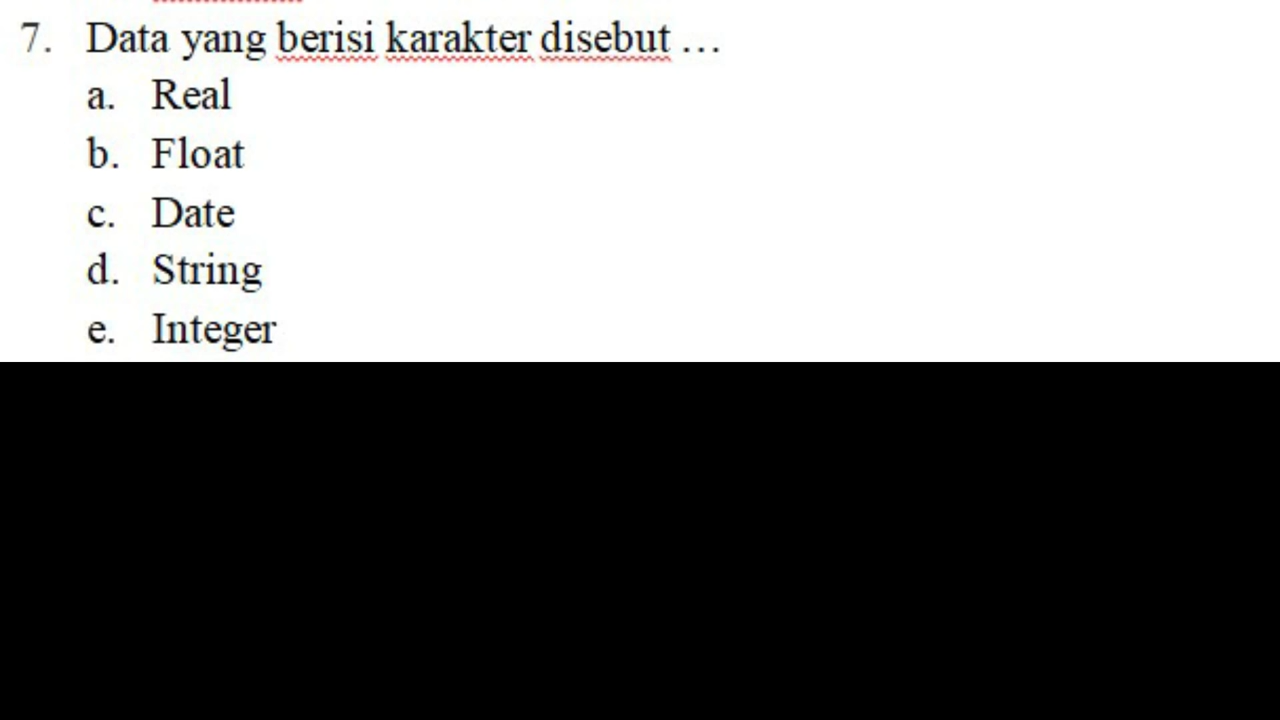 7. Data yang berisi karakter disebut …
a. Real
b. Float
c. Date
d. String
e. Integer